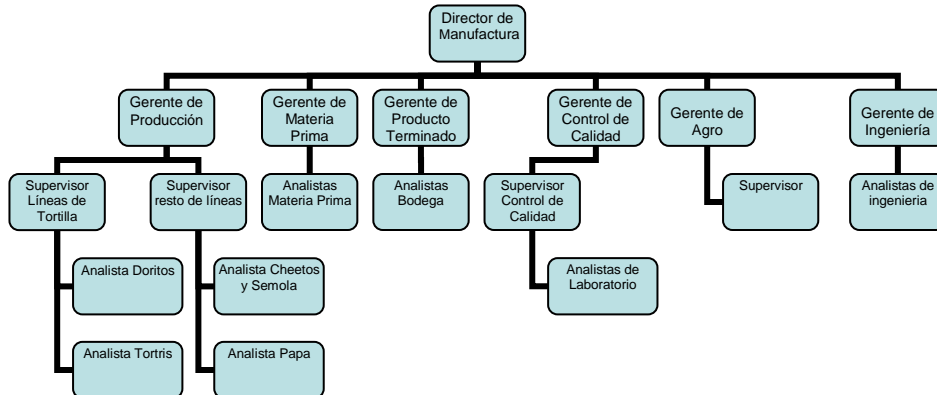 Director de
Manufactura
Gerente de
Producción
Gerente de
Materia
Prima
Gerente de
Producto
Terminado
Gerente de
Control de
Calidad
Gerente de
Agro
Gerente de
Ingeniería
Supervisor
Líneas de
Tortilla
Supervisor
resto de líneas
Analistas
Materia Prima
Analistas
Bodega
Supervisor
Control de
Calidad
Supervisor
Analistas de
ingenieria
Analista Doritos
Analista Cheetos
y Semola
Analistas de
Laboratorio
Analista Tortris
Analista Papa